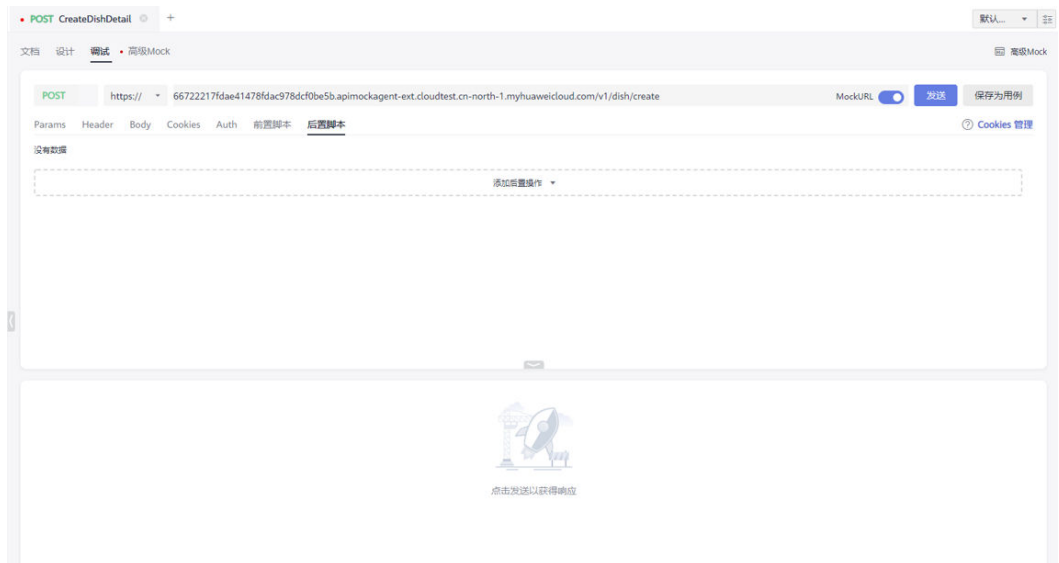 POST CreateDishDetail
默认...
文档 设计 调试 高级Mock
高级Mock
POST https:// 66722217fdae41478fdac978dcf0be5b.apimockagent-ext.cloudtest.cn-north-1.myhuaweicloud.com/v1/dish/create MockURL 发送 保存为用例
Params Header Body Cookies Auth 前置脚本 后置脚本 Cookies 管理
没有数据
添加后置操作
点击发送以获得响应